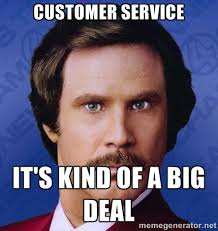 CUSTOMER SERVICE
IT'S KIND OF A BIG
DEAL
memegenerator.net